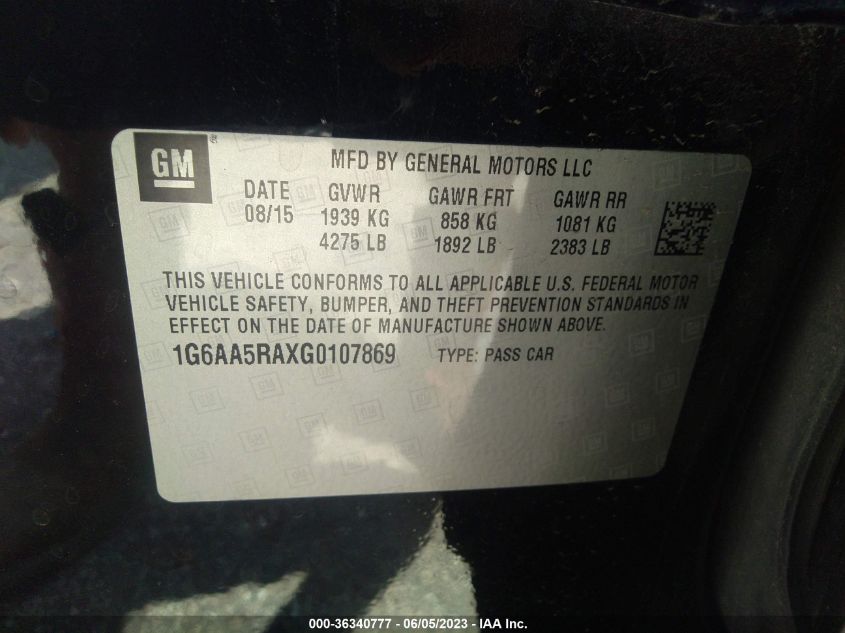 GM
MFD BY GENERAL MOTORS LLC
DATE GVWR GAWR FRT GAWR RR
08/15 1939 KG 858 KG 1081 KG
4275 LB 1892 LB 2383 LB
THIS VEHICLE CONFORMS TO ALL APPLICABLE U.S. FEDERAL MOTOR
VEHICLE SAFETY, BUMPER, AND THEFT PREVENTION STANDARDS IN
EFFECT ON THE DATE OF MANUFACTURE SHOWN ABOVE.
1G6AA5RAXG0107869 TYPE: PASS CAR
000-36340777 - 06/05/2023 - IAA Inc.